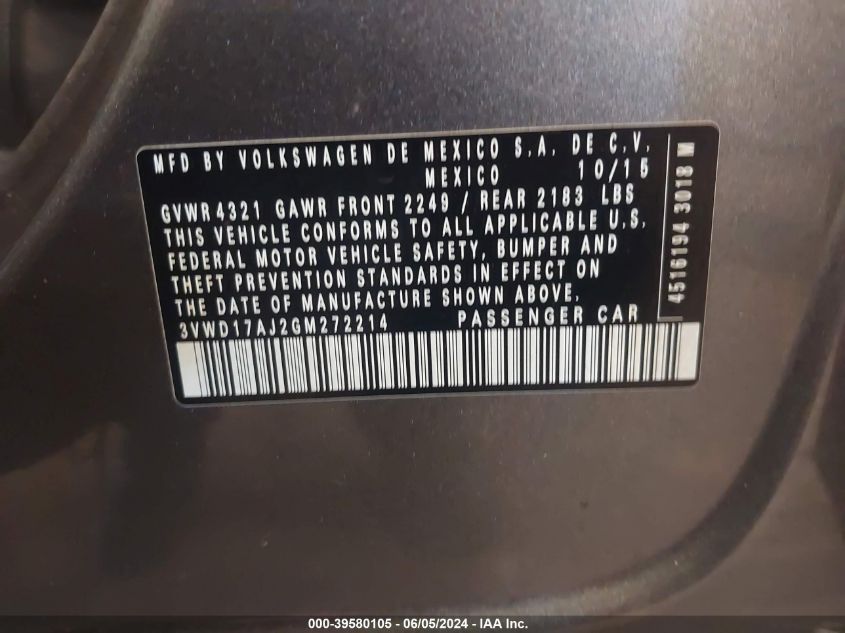 MFD BY VOLKSWAGEN DE MEXICO S.A. DE C.V.
MEXICO 10/15
GVWR 4321 GAWR FRONT 2249 / REAR 2183 LBS
THIS VEHICLE CONFORMS TO ALL APPLICABLE U.S.
FEDERAL MOTOR VEHICLE SAFETY, BUMPER AND
THEFT PREVENTION STANDARDS IN EFFECT ON
THE DATE OF MANUFACTURE SHOWN ABOVE.
3VWD17AJ2GM272214 PASSENGER CAR
4516194 3018 M
000-39580105 - 06/05/2024 - IAA Inc.